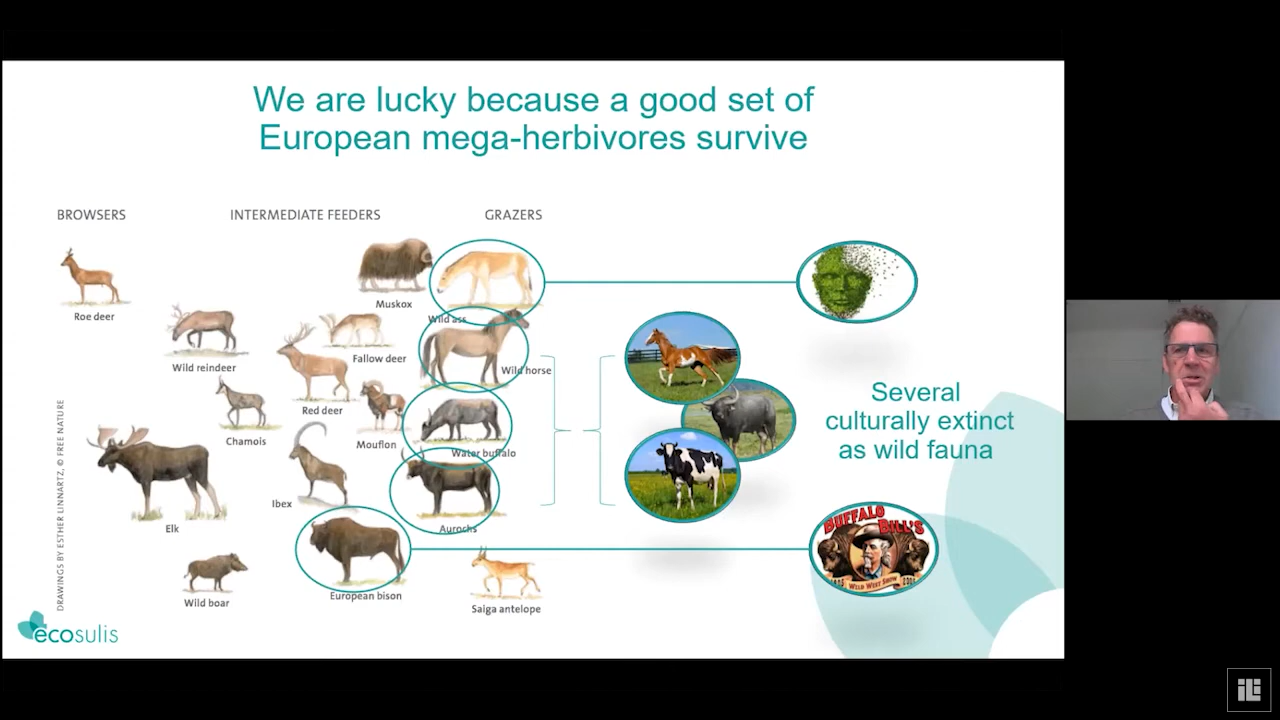 We are lucky because a good set of
European mega-herbivores survive
BROWSERS
INTERMEDIATE FEEDERS
GRAZERS
Roe deer
Muskox
Wild ass
Wild reindeer
Fallow deer
Wild horse
Red deer
Chamois
Mouflon
Water buffalo
Ibex
Elk
Aurochs
Wild boar
European bison
Saiga antelope
DRAWINGS BY ESTHER LINNARTZ, © FREE NATURE
Several
culturally extinct
as wild fauna
BUFFALO BILL'S
WILD WEST SHOW
ecosulis